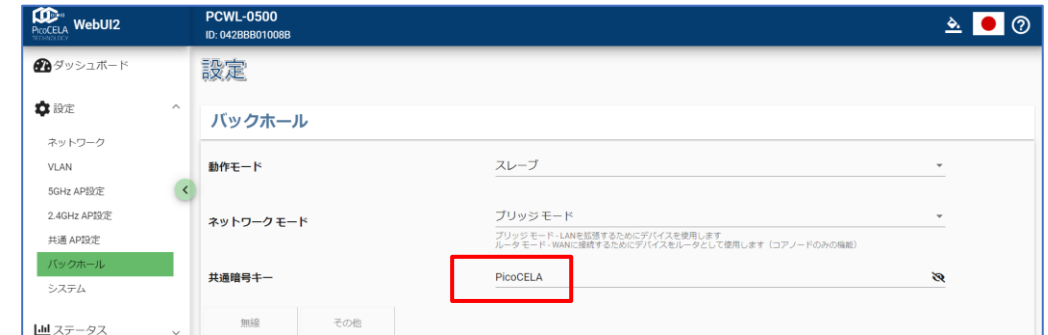 PicoCELA
TECHNOLOGY
WebUI2
PCWL-0500
ID: 042BBB01008B
ダッシュボード
設定
設定
バックホール
ネットワーク
VLAN
動作モード
スレーブ
5GHz AP設定
2.4GHz AP設定
ネットワーク モード
ブリッジ モード
ブリッジ モード - LANを拡張するためにデバイスを使用します
ルータ モード - WANに接続するためにデバイスをルータとして使用します（コアノードのみの機能）
共通 AP設定
バックホール
共通暗号キー
PicoCELA
システム
無線
その他
ステータス